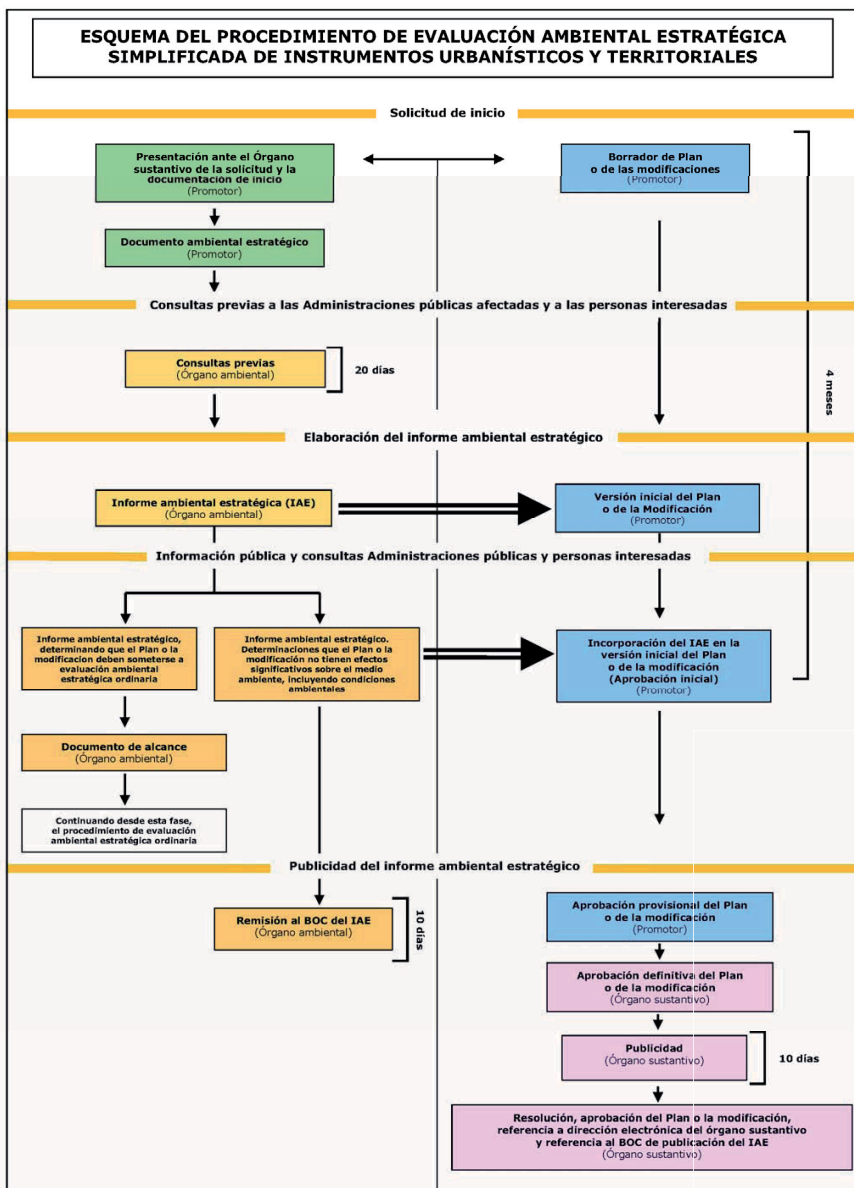 ESQUEMA DEL PROCEDIMIENTO DE EVALUACIÓN AMBIENTAL ESTRATÉGICA
SIMPLIFICADA DE INSTRUMENTOS URBANÍSTICOS Y TERRITORIALES
Solicitud de inicio
Presentación ante el Órgano
sustantivo de la solicitud y la
documentación de inicio
(Promotor)
Borrador de Plan
o de las modificaciones
(Promotor)
Documento ambiental estratégico
(Promotor)
Consultas previas a las Administraciones públicas afectadas y a las personas interesadas
Consultas previas
(Órgano ambiental)
20 días
4 meses
Elaboración del informe ambiental estratégico
Informe ambiental estratégica (IAE)
(Órgano ambiental)
Versión inicial del Plan
o de la Modificación
(Promotor)
Información pública y consultas Administraciones públicas y personas interesadas
Informe ambiental estratégico,
determinando que el Plan o la
modificacion deben someterse a
evaluación ambiental
estratégica ordinaria
Informe ambiental estratégico.
Determinaciones que el Plan o la
modificación no tienen efectos
significativos sobre el medio
ambiente, incluyendo condiciones
ambientales
Incorporación del IAE en la
versión inicial del Plan
o de la modificación
(Aprobación inicial)
(Promotor)
Documento de alcance
(Órgano ambiental)
Continuando desde esta fase,
el procedimiento de evaluación
ambiental estratégica ordinaria
Publicidad del informe ambiental estratégico
Remisión al BOC del IAE
(Órgano ambiental)
10 días
Aprobación provisional del Plan
o de la modificación
(Promotor)
Aprobación definitiva del Plan
o de la modificación
(Órgano sustantivo)
Publicidad
(Órgano sustantivo)
10 días
Resolución, aprobación del Plan o la modificación,
referencia a dirección electrónica del órgano sustantivo
y referencia al BOC de publicación del IAE
(Órgano sustantivo)